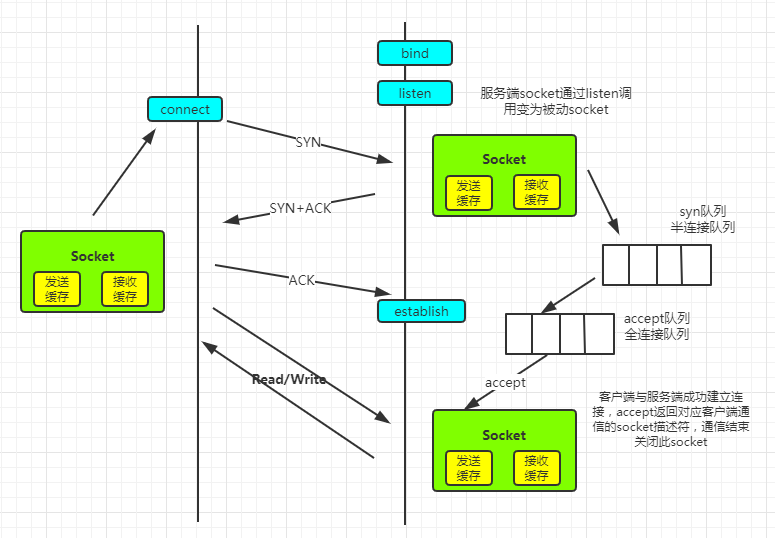 bind
listen
服务端socket通过listen调
用变为被动socket
connect
SYN
Socket
发送
缓存
接收
缓存
SYN+ACK
syn队列
半连接队列
Socket
发送
缓存
接收
缓存
ACK
establish
accept队列
全连接队列
Read/Write
accept
客户端与服务端成功建立连
接，accept返回对应客户端通
信的socket描述符，通信结束
关闭此socket
Socket
发送
缓存
接收
缓存